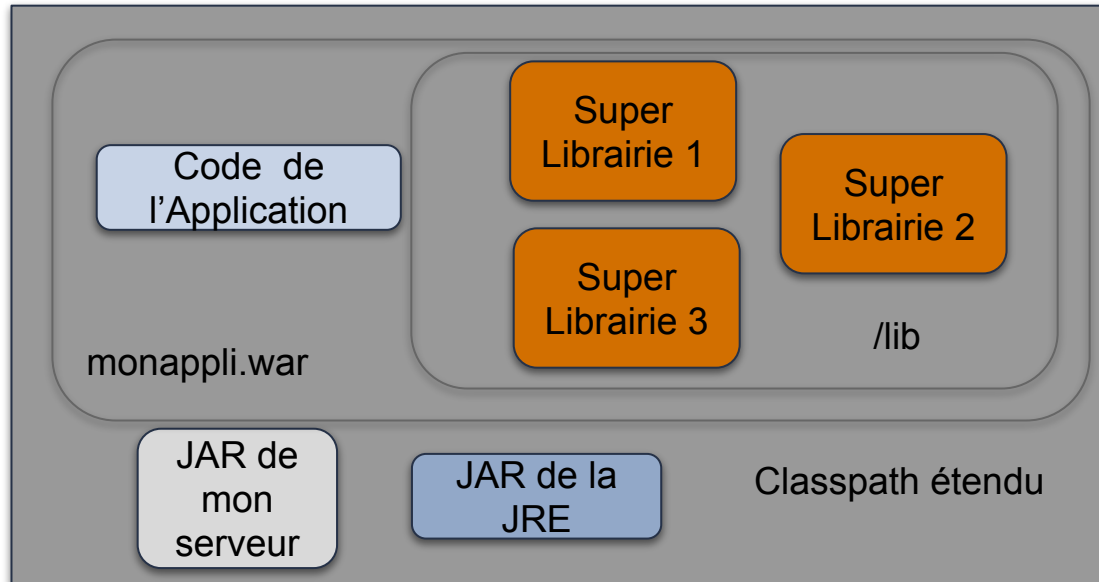 Super
Librairie 1
Code de
l'Application
Super
Librairie 2
Super
Librairie 3
/lib
monappli.war
JAR de
mon
serveur
JAR de la
JRE
Classpath étendu